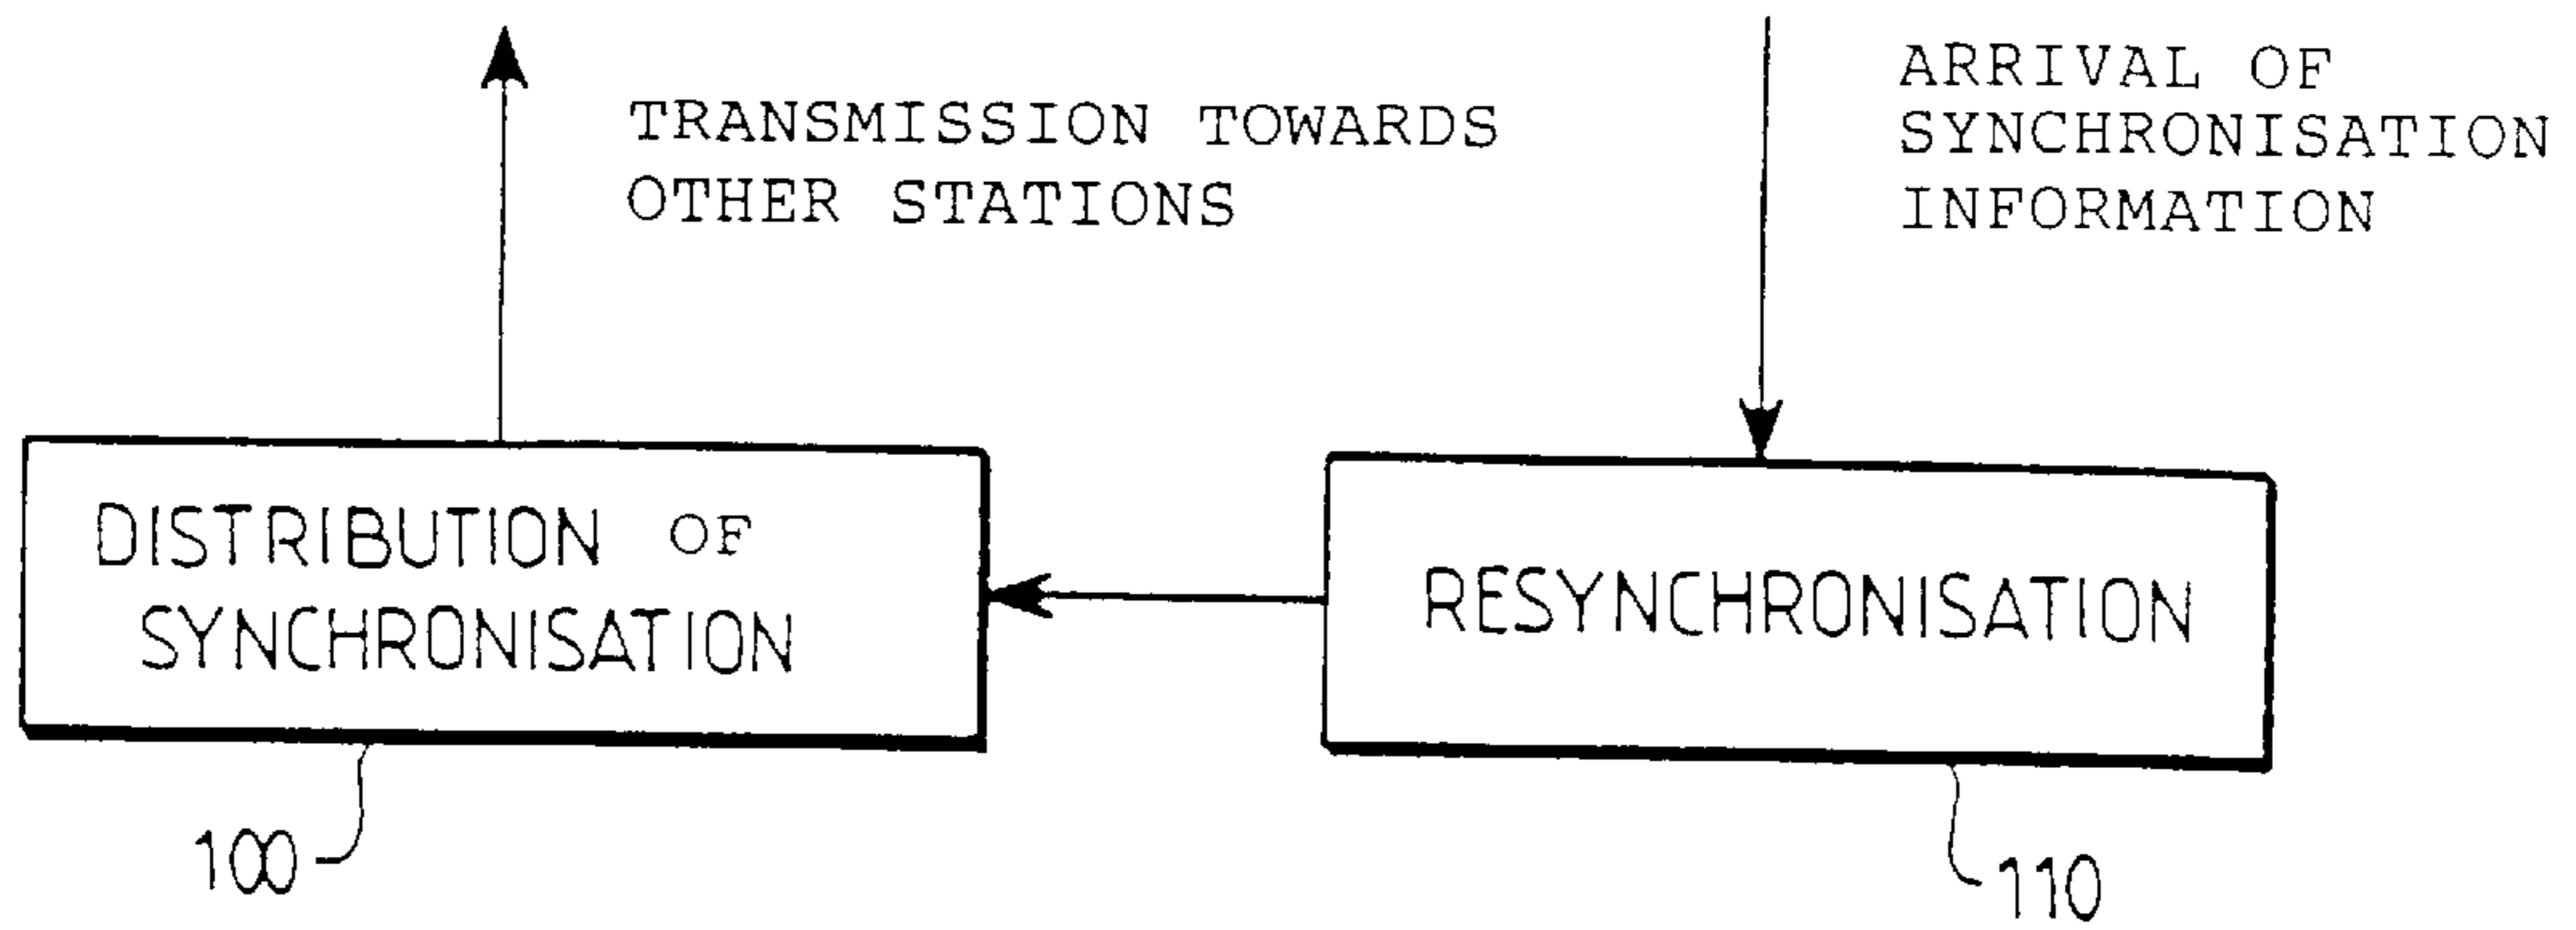 TRANSMISSION TOWARDS
OTHER STATIONS
ARRIVAL OF
SYNCHRONISATION
INFORMATION
DISTRIBUTION OF
SYNCHRONISATION
RESYNCHRONISATION
100
110